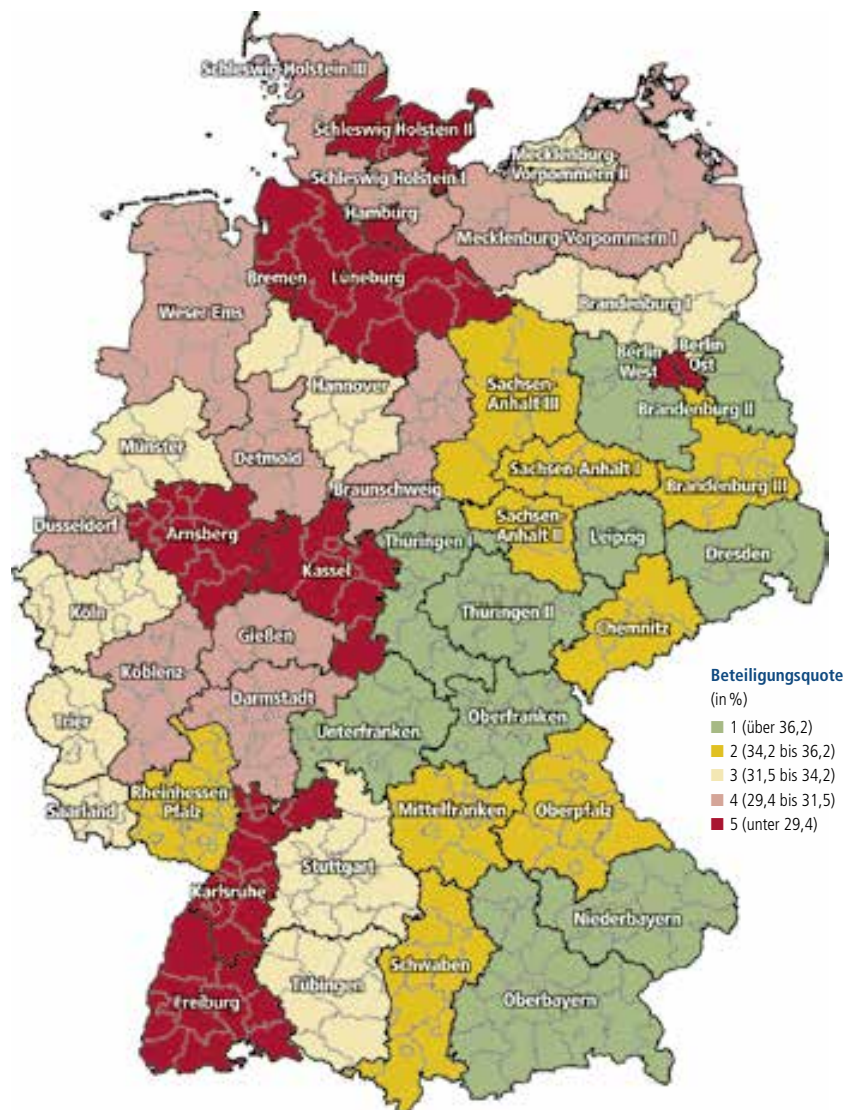 Schleswig Holstein III
Schleswig Holstein II
Mecklenburg-
Vorpommern II
Schleswig Holstein I
Hamburg
Mecklenburg-Vorpommern I
Bremen
Lüneburg
Brandenburg I
Weser Ems
Berlin
West
Berlin
Ost
Hannover
Sachsen-
Anhalt III
Brandenburg II
Münster
Detmold
Sachsen-Anhalt I
Braunschweig
Brandenburg III
Düsseldorf
Arnsberg
Sachsen-
Anhalt II
Thüringen I
Leipzig
Dresden
Kassel
Köln
Thüringen II
Chemnitz
Gießen
Koblenz
Darmstadt
Trier
Unterfranken
Oberfranken
Saarland
Rheinhessen
Pfalz
Mittelfranken
Oberpfalz
Stuttgart
Karlsruhe
Niederbayern
Schwaben
Tübingen
Freiburg
Oberbayern
Beteiligungsquote
(in %)
1 (über 36,2)
2 (34,2 bis 36,2)
3 (31,5 bis 34,2)
4 (29,4 bis 31,5)
5 (unter 29,4)